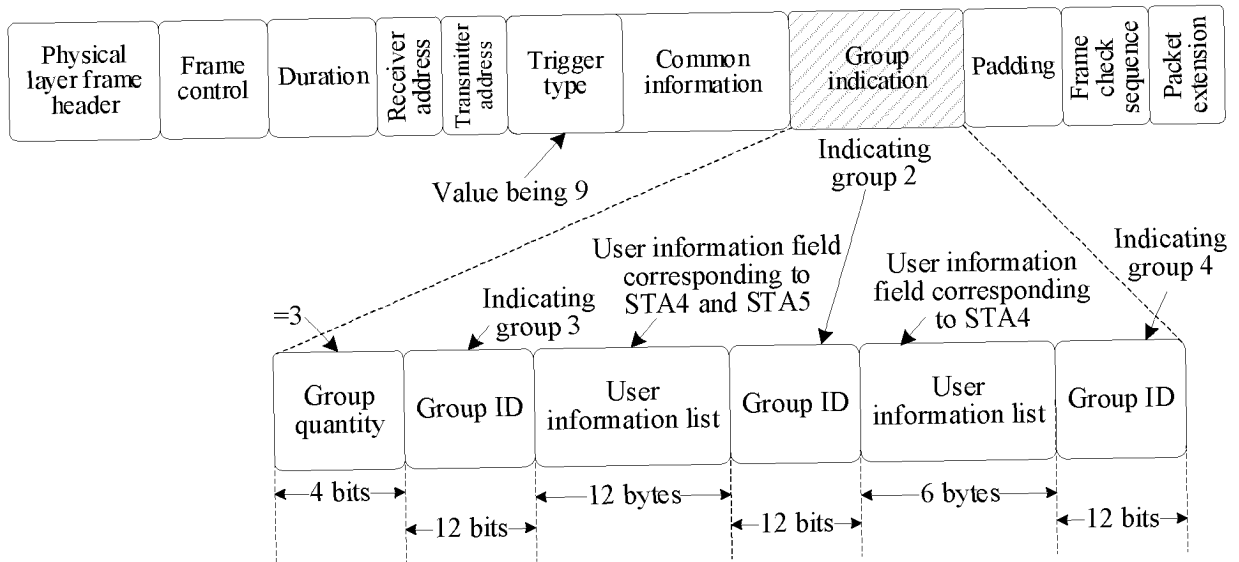 Physical
layer frame
header
Frame
control
Duration
Receiver
address
Transmitter
address
Trigger
type
Common
information
Group
indication
Padding
Frame
check
sequence
Packet
extension
Value being 9
Indicating
group 2
User information field
corresponding to
STA4 and STA5
User information
field corresponding
to STA4
Indicating
group 4
=3
Indicating
group 3
Group
quantity
Group ID
User
information list
Group ID
User
information list
Group ID
4 bits
12 bytes
6 bytes
12 bits
12 bits
12 bits